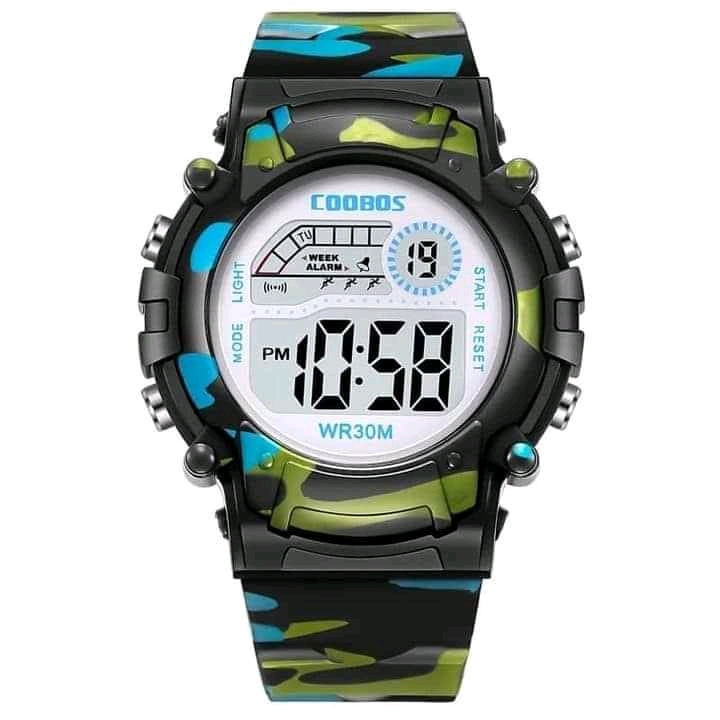 COOBOS
TU
WEEK
ALARM
19
LIGHT
MODE
START
RESET
PM 10:58
WR30M